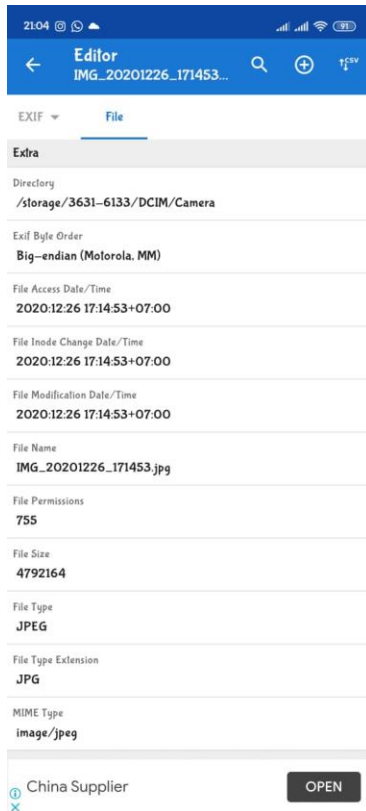 21:04
91
Editor
IMG_20201226_171453...
CSV
EXIF
File
Extra
Directory
/storage/3631-6133/DCIM/Camera
Exif Byte Order
Big-endian (Motorola, MM)
File Access Date/Time
2020:12:26 17:14:53+07:00
File Inode Change Date/Time
2020:12:26 17:14:53+07:00
File Modification Date/Time
2020:12:26 17:14:53+07:00
File Name
IMG_20201226_171453.jpg
File Permissions
755
File Size
4792164
File Type
JPEG
File Type Extension
JPG
MIME Type
image/jpeg
China Supplier
OPEN